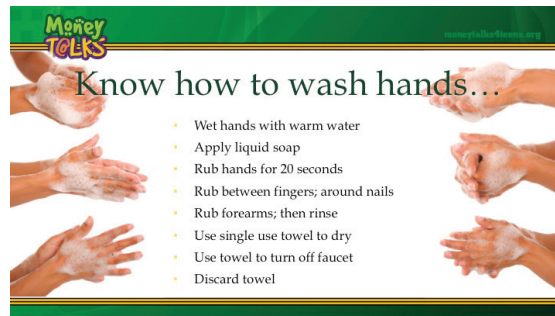 Money
TALKS
moneytalks4teens.org
Know how to wash hands…
• Wet hands with warm water
• Apply liquid soap
• Rub hands for 20 seconds
• Rub between fingers; around nails
• Rub forearms; then rinse
• Use single use towel to dry
• Use towel to turn off faucet
• Discard towel